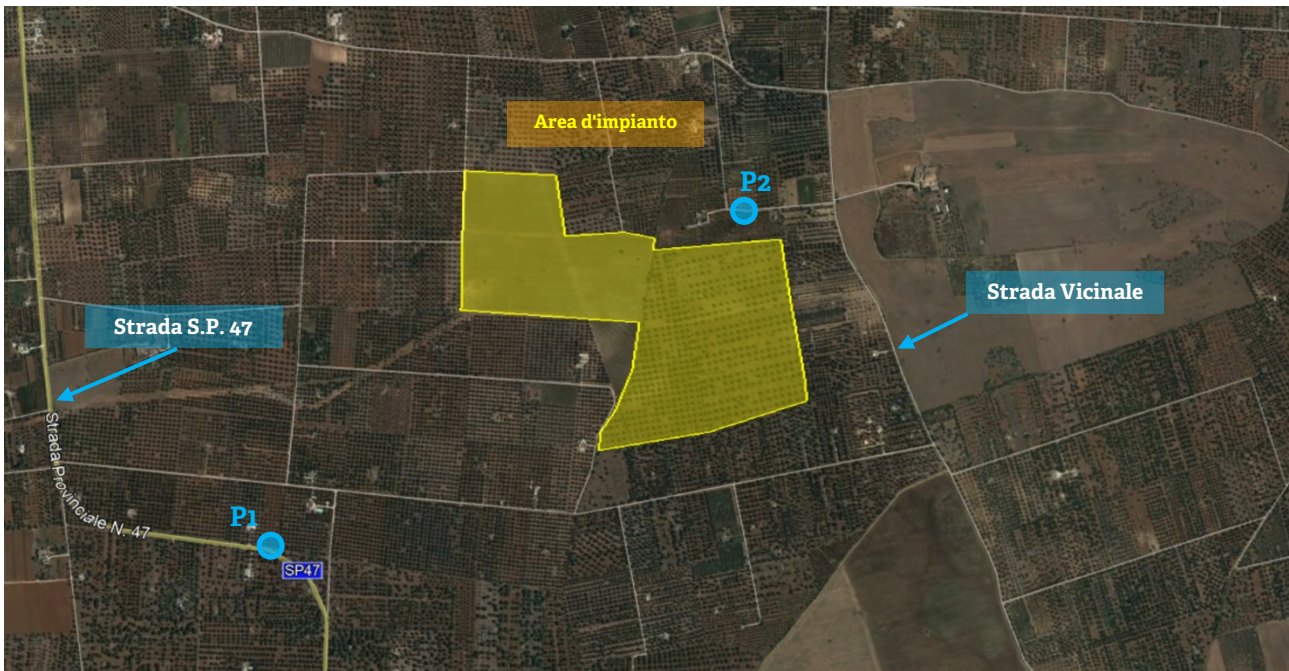 Area d'impianto
P2
Strada Vicinale
Strada S.P. 47
Strada Provinciale N. 47
P1
SP47